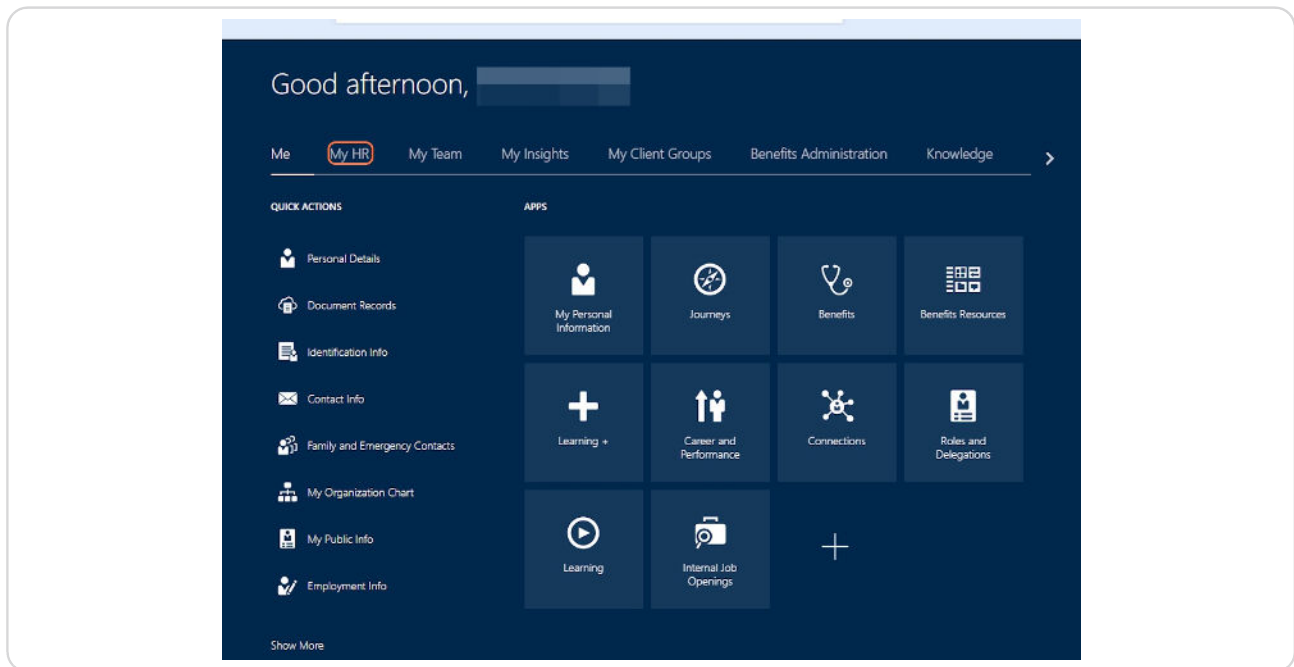 Good afternoon,
Me My HR My Team My Insights My Client Groups Benefits Administration Knowledge
QUICK ACTIONS
Personal Details
Document Records
Identification Info
Contact Info
Family and Emergency Contacts
My Organization Chart
My Public Info
Employment Info
Show More
APPS
My Personal
Information
Journeys
Benefits
Benefits Resources
Learning +
Career and
Performance
Connections
Roles and
Delegations
Learning
Internal Job
Openings